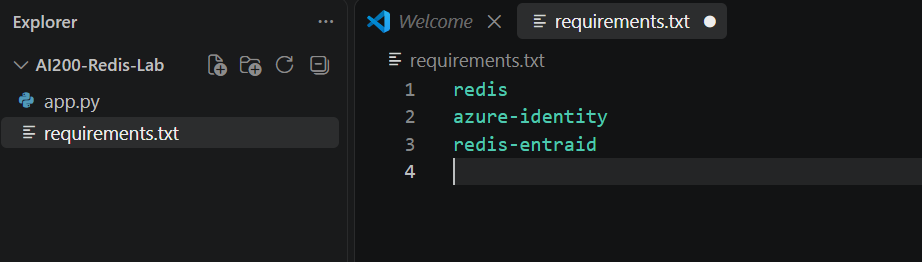 Explorer
AI200-Redis-Lab
app.py
requirements.txt
Welcome
requirements.txt
requirements.txt
1 redis
2 azure-identity
3 redis-entraid
4